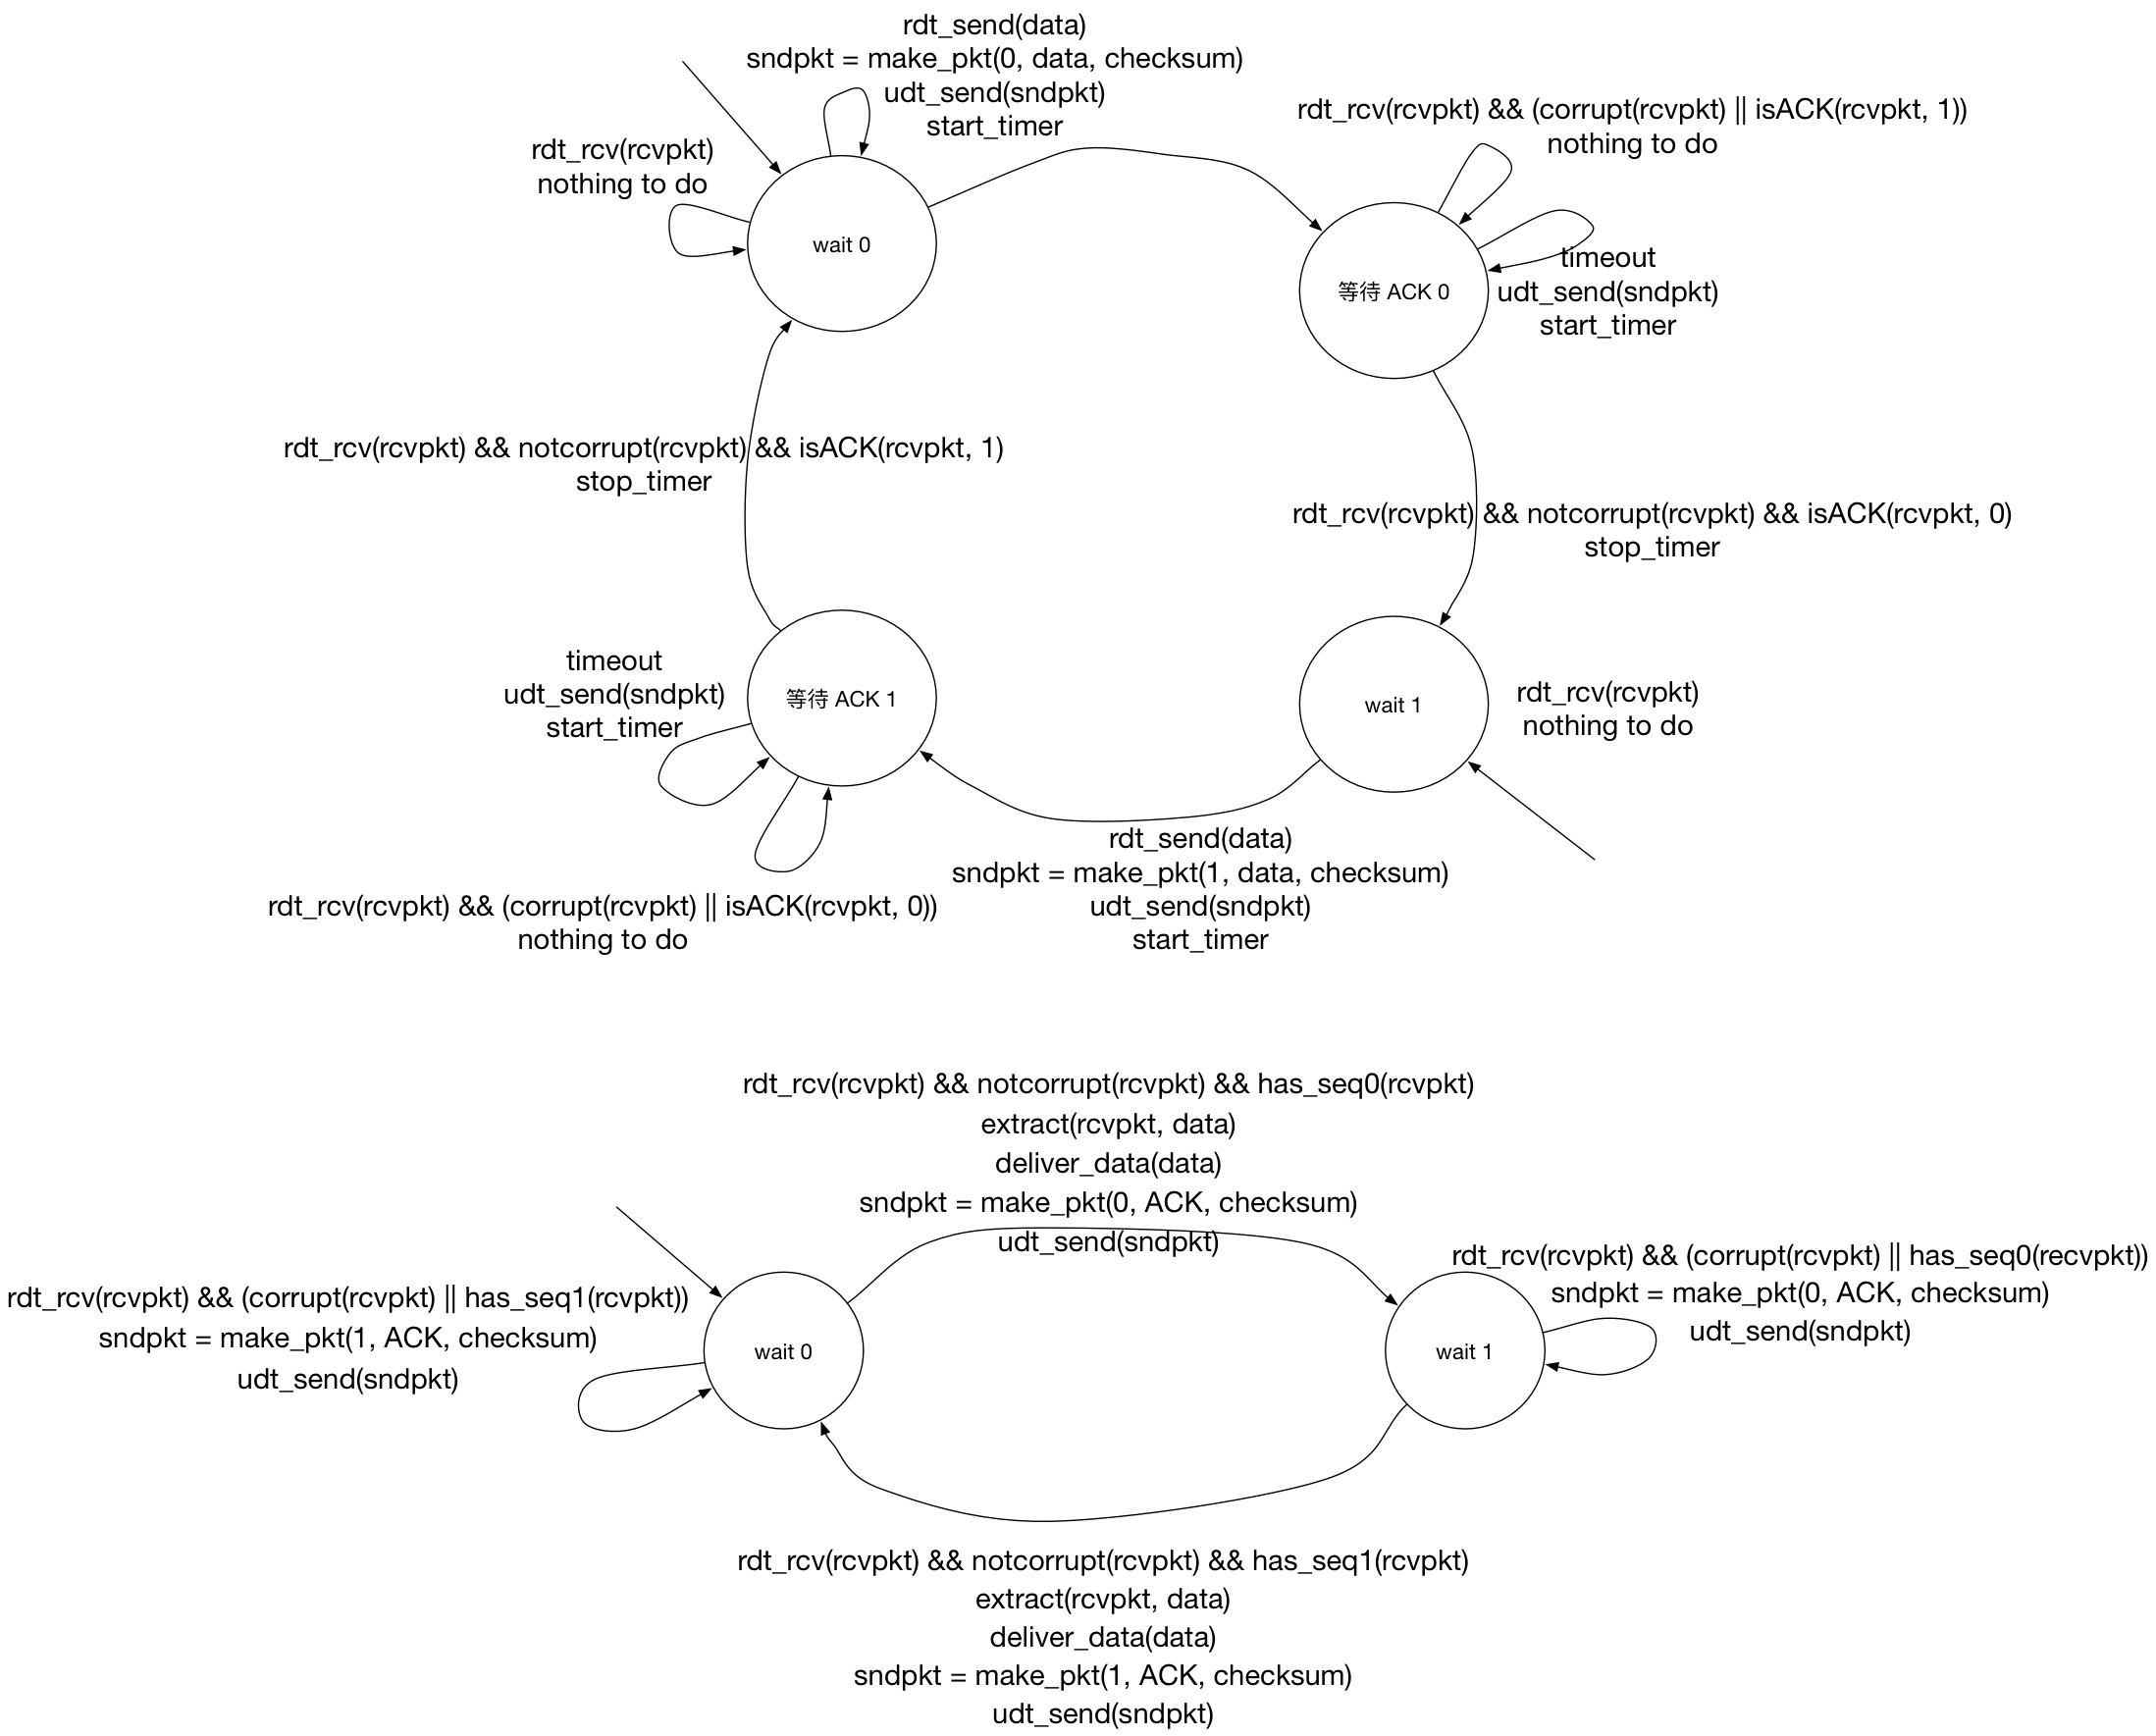 rdt_send(data)
sndpkt = make_pkt(0, data, checksum)
udt_send(sndpkt)
start_timer
rdt_rcv(rcvpkt) && (corrupt(rcvpkt) || isACK(rcvpkt, 1))
nothing to do
rdt_rcv(rcvpkt)
nothing to do
wait 0
等待 ACK 0
timeout
udt_send(sndpkt)
start_timer
rdt_rcv(rcvpkt) && notcorrupt(rcvpkt) && isACK(rcvpkt, 1)
stop_timer
rdt_rcv(rcvpkt) && notcorrupt(rcvpkt) && isACK(rcvpkt, 0)
stop_timer
timeout
udt_send(sndpkt)
start_timer
等待 ACK 1
wait 1
rdt_rcv(rcvpkt)
nothing to do
rdt_send(data)
sndpkt = make_pkt(1, data, checksum)
udt_send(sndpkt)
start_timer
rdt_rcv(rcvpkt) && (corrupt(rcvpkt) || isACK(rcvpkt, 0))
nothing to do
rdt_rcv(rcvpkt) && notcorrupt(rcvpkt) && has_seq0(rcvpkt)
extract(rcvpkt, data)
deliver_data(data)
sndpkt = make_pkt(0, ACK, checksum)
udt_send(sndpkt)
rdt_rcv(rcvpkt) && (corrupt(rcvpkt) || has_seq1(rcvpkt))
sndpkt = make_pkt(1, ACK, checksum)
udt_send(sndpkt)
wait 0
wait 1
rdt_rcv(rcvpkt) && (corrupt(rcvpkt) || has_seq0(recvpkt))
sndpkt = make_pkt(0, ACK, checksum)
udt_send(sndpkt)
rdt_rcv(rcvpkt) && notcorrupt(rcvpkt) && has_seq1(rcvpkt)
extract(rcvpkt, data)
deliver_data(data)
sndpkt = make_pkt(1, ACK, checksum)
udt_send(sndpkt)